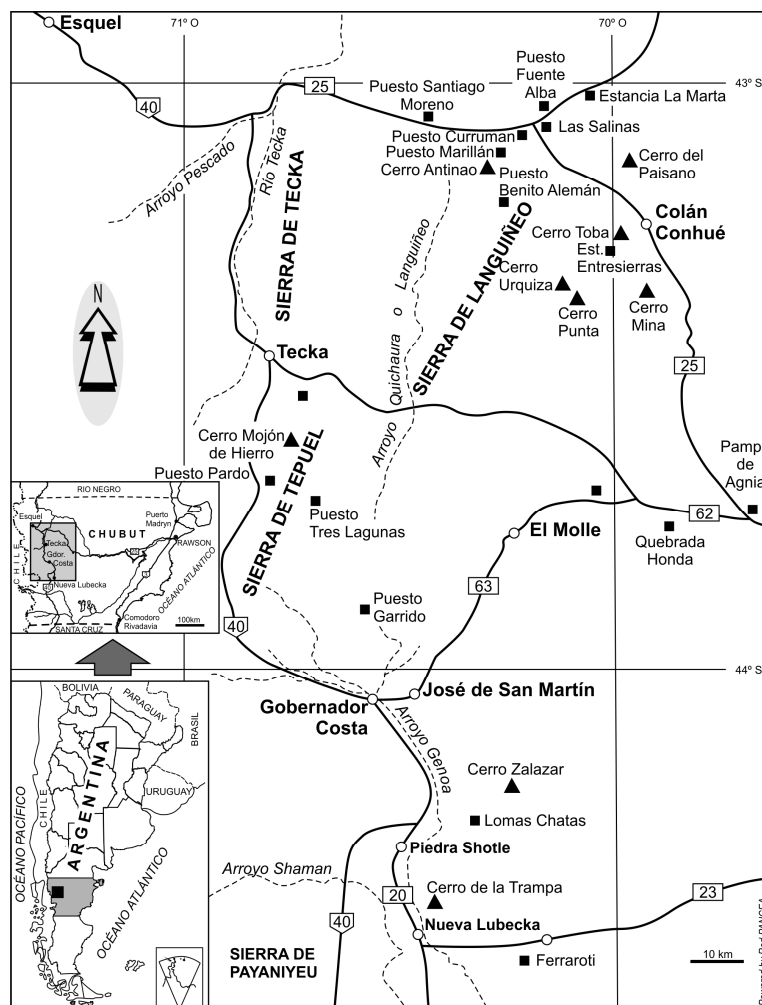 Esquel
71º O
70º O
43º S
40
25
Puesto Santiago
Moreno
Puesto
Fuente
Alba
Estancia La Marta
Las Salinas
Puesto Curruman
Puesto Marillán
Cerro Antinao
Puesto
Benito Alemán
Cerro del
Paisano
Arroyo Pescado
Río Tecka
SIERRA DE TECKA
Arroyo Quichaura o Languiñeo
SIERRA DE LANGUIÑEO
Colán
Conhué
Cerro Toba
Est.
Entresierras
Cerro
Urquiza
Cerro
Punta
Cerro
Mina
N
Tecka
25
Cerro Mojón
de Hierro
Puesto Pardo
Puesto
Tres Lagunas
SIERRA DE TEPUEL
Pamp
de
Agnia
62
Quebrada
Honda
El Molle
63
Puesto
Garrido
40
44º S
RIO NEGRO
Esquel
Puerto
Madryn
CHUBUT
Tecka
Gdor.
Costa
RAWSON
CHILE
Nueva Lubecka
OCÉANO ATLÁNTICO
Comodoro
Rivadavia
100km
SANTA CRUZ
José de San Martín
Gobernador
Costa
Arroyo Genoa
Cerro Zalazar
Lomas Chatas
Piedra Shotle
Arroyo Shaman
20
Cerro de la Trampa
23
40
Nueva Lubecka
SIERRA DE
PAYANIYEU
Ferraroti
10 km
BOLIVIA
PARAGUAY
BRASIL
URUGUAY
CHILE
ARGENTINA
OCÉANO PACÍFICO
OCÉANO ATLÁNTICO